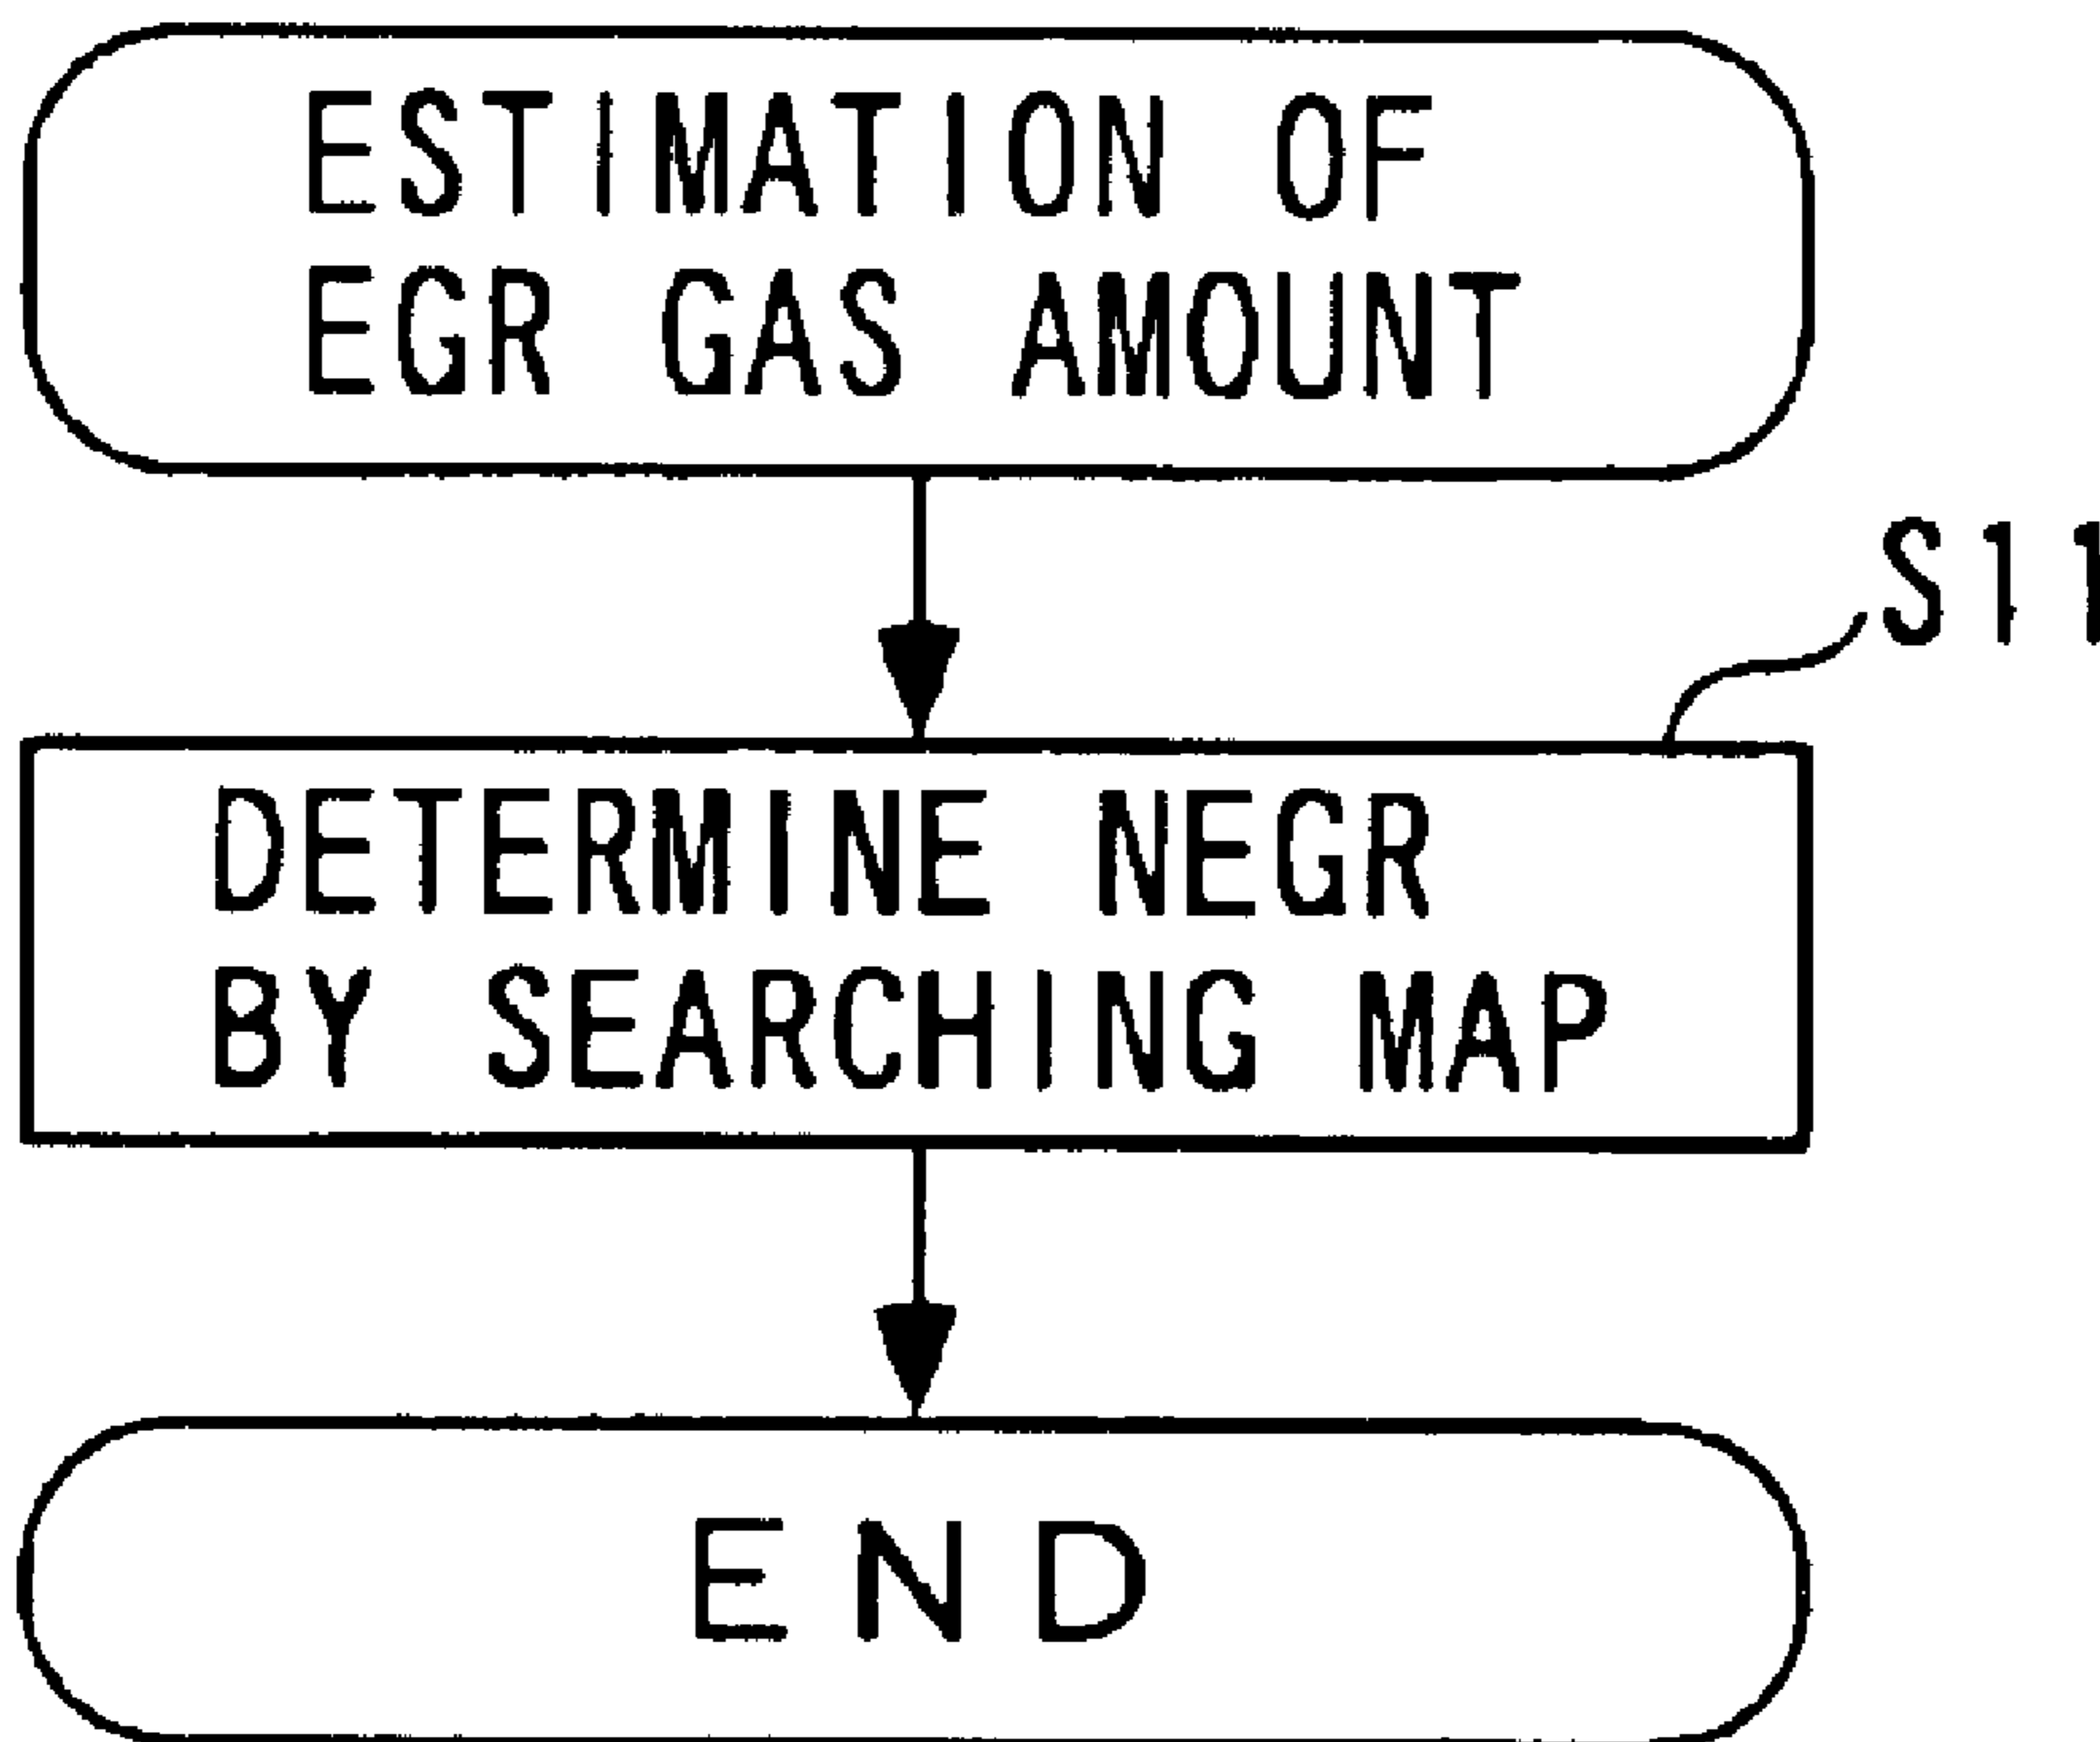 ESTIMATION OF
EGR GAS AMOUNT
S11
DETERMINE NEGR
BY SEARCHING MAP
END